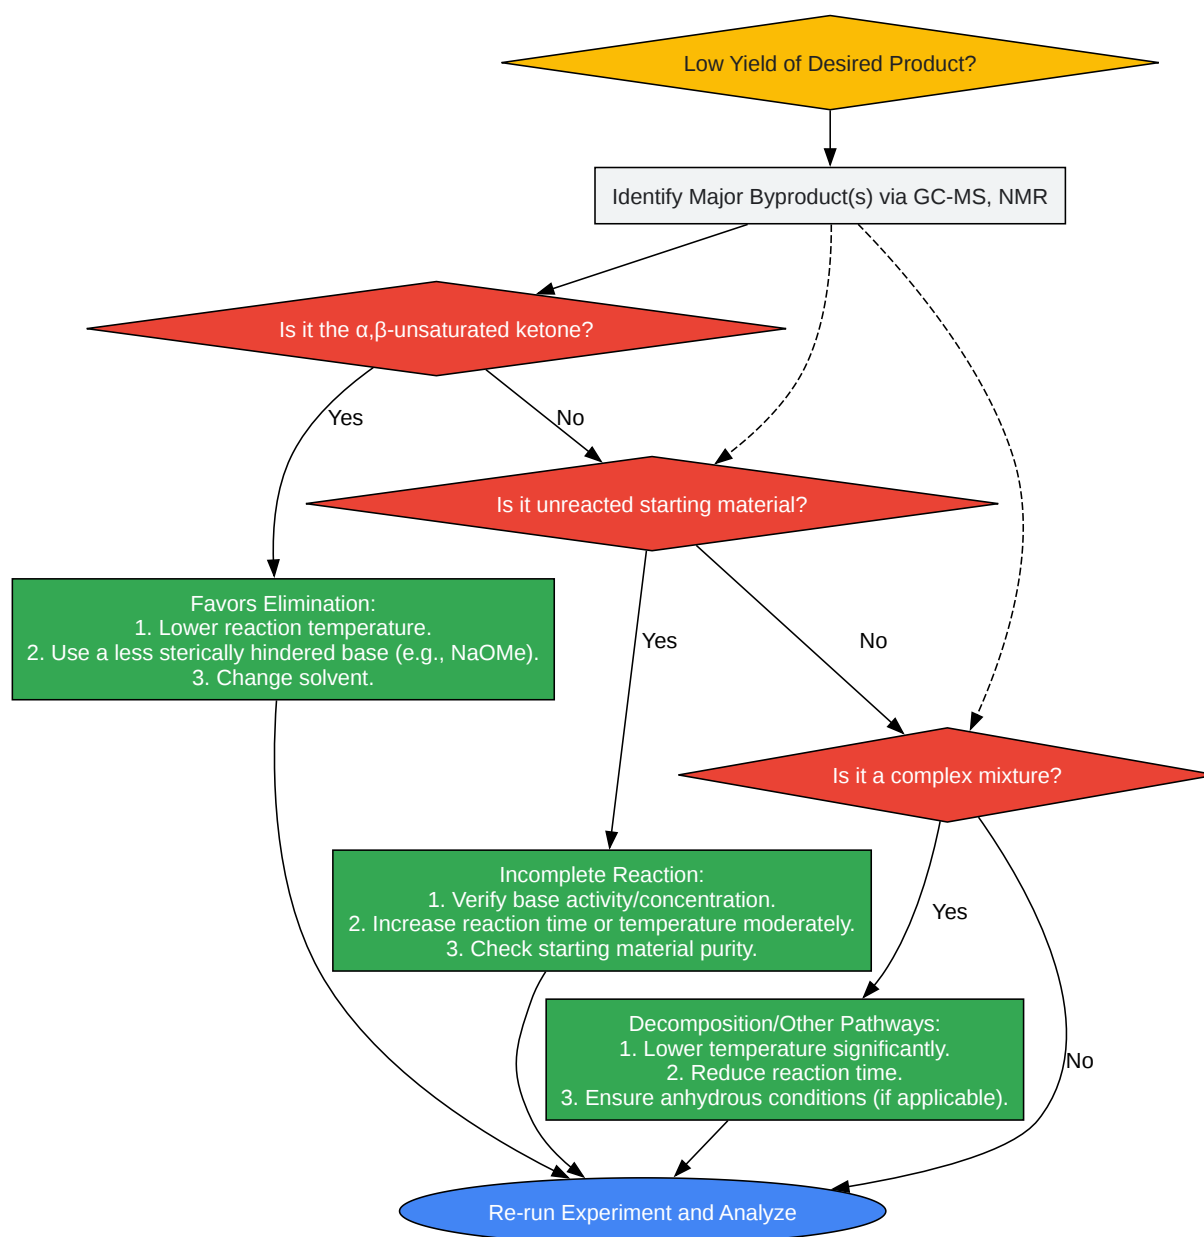 Low Yield of Desired Product?
Identify Major Byproduct(s) via GC-MS, NMR
Is it the α,β-unsaturated ketone?
Yes
No
Is it unreacted starting material?
Favors Elimination:
1. Lower reaction temperature.
2. Use a less sterically hindered base (e.g., NaOMe).
3. Change solvent.
Yes
No
Is it a complex mixture?
Incomplete Reaction:
1. Verify base activity/concentration.
2. Increase reaction time or temperature moderately.
3. Check starting material purity.
Yes
Decomposition/Other Pathways:
1. Lower temperature significantly.
2. Reduce reaction time.
3. Ensure anhydrous conditions (if applicable).
No
Re-run Experiment and Analyze